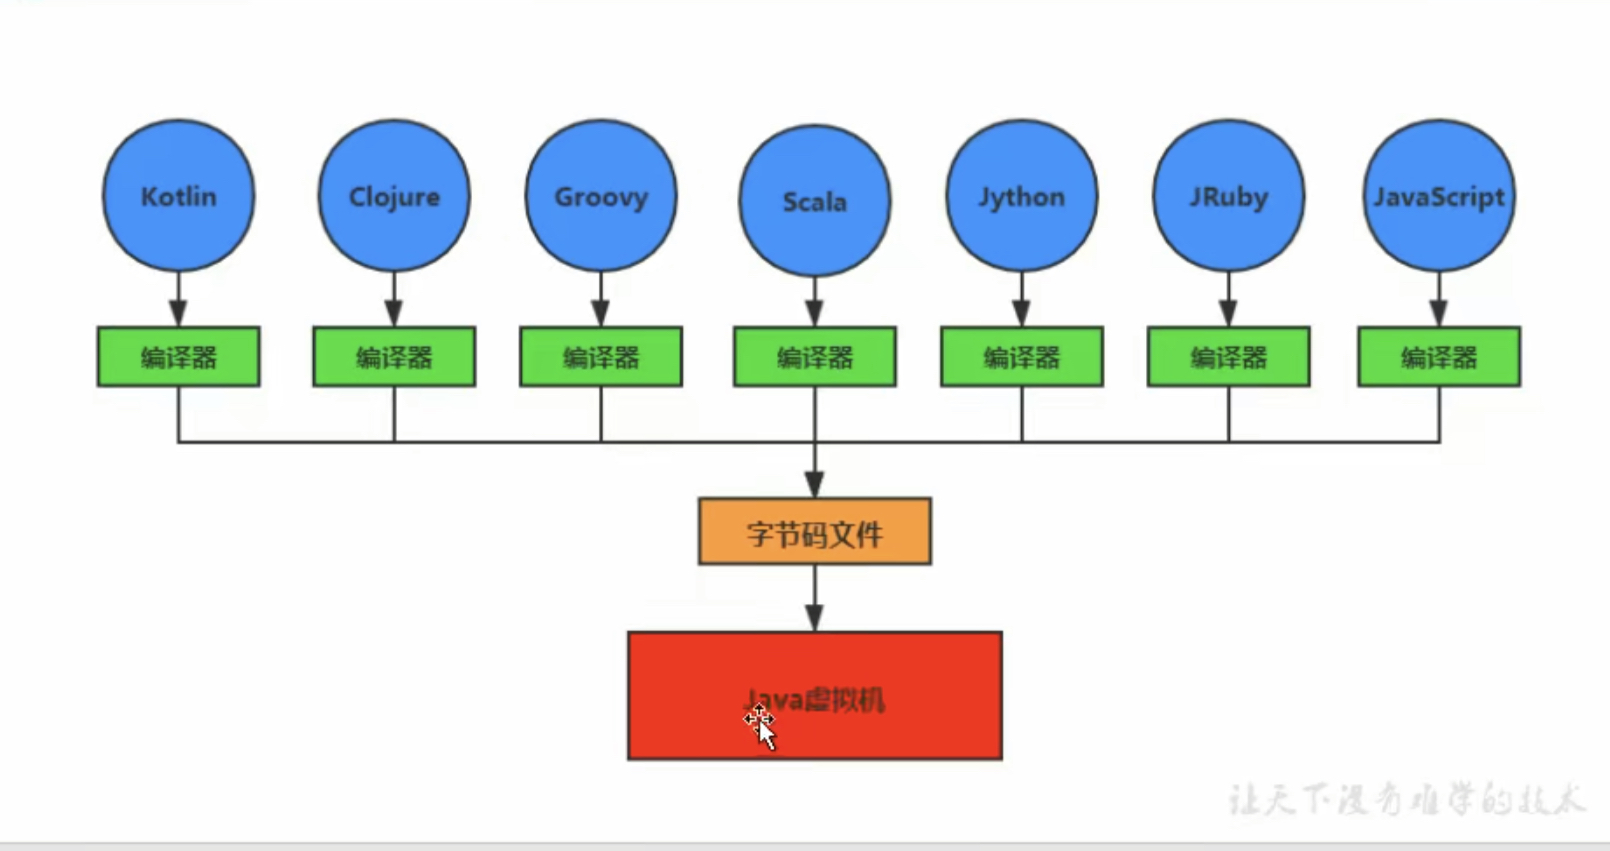 Kotlin
Clojure
Groovy
Scala
Jython
JRuby
JavaScript
编译器
编译器
编译器
编译器
编译器
编译器
编译器
字节码文件
Java虚拟机
让天下没有难学的技术